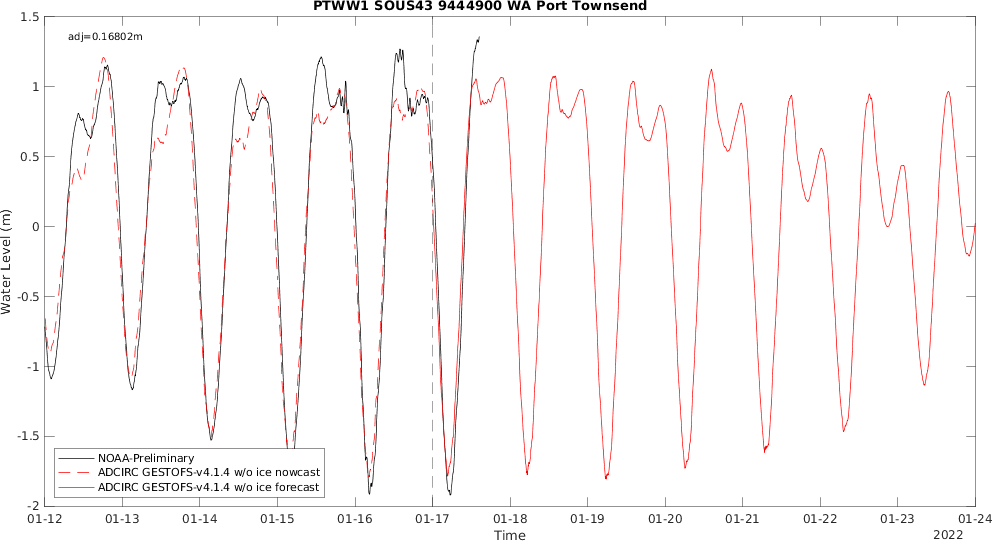 PTWW1 SOUS43 9444900 WA Port Townsend
adj=0.16802m
1.5
1
0.5
0
-0.5
-1
-1.5
-2
Water Level (m)
NOAA-Preliminary
ADCIRC GESTOFS-v4.1.4 w/o ice nowcast
ADCIRC GESTOFS-v4.1.4 w/o ice forecast
01-12 01-13 01-14 01-15 01-16 01-17 01-18 01-19 01-20 01-21 01-22 01-23 01-24
Time
2022